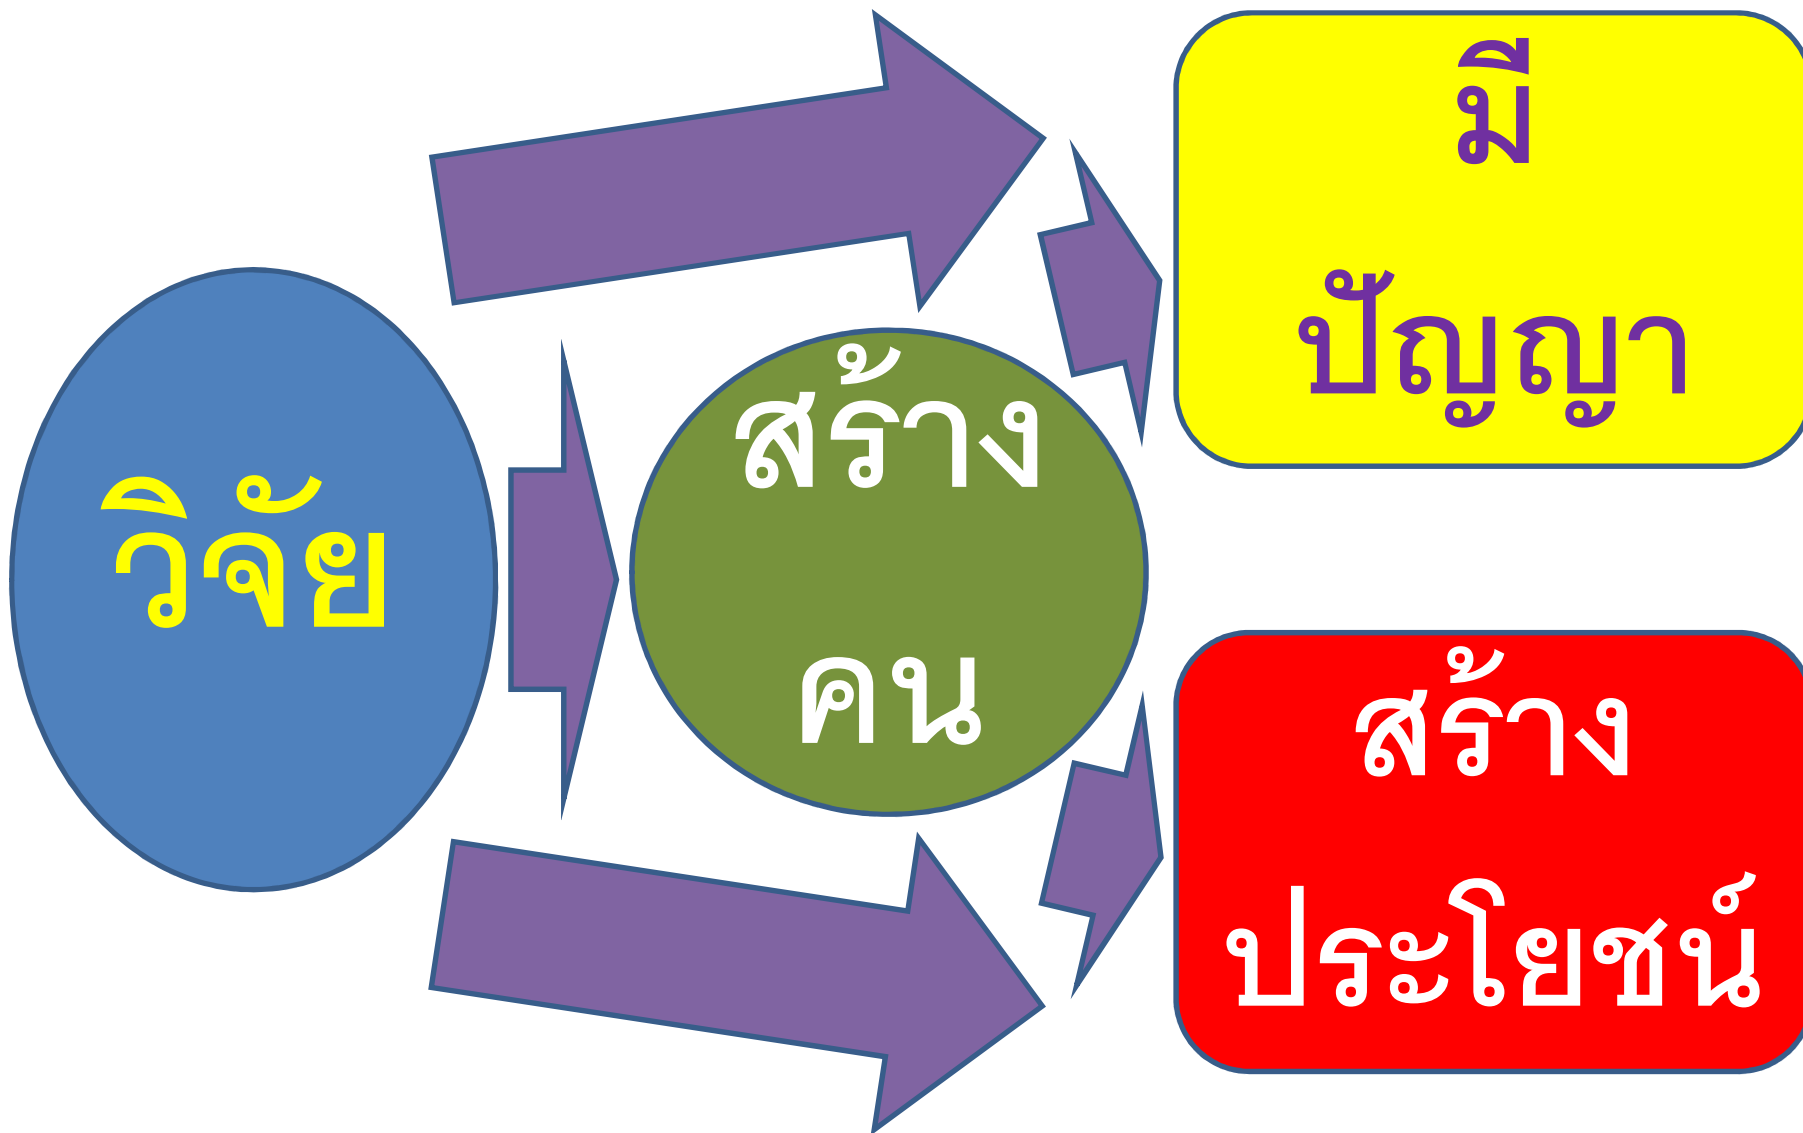 วิจัย
สร้าง
คน
มี
ปัญญา
สร้าง
ประโยชน์